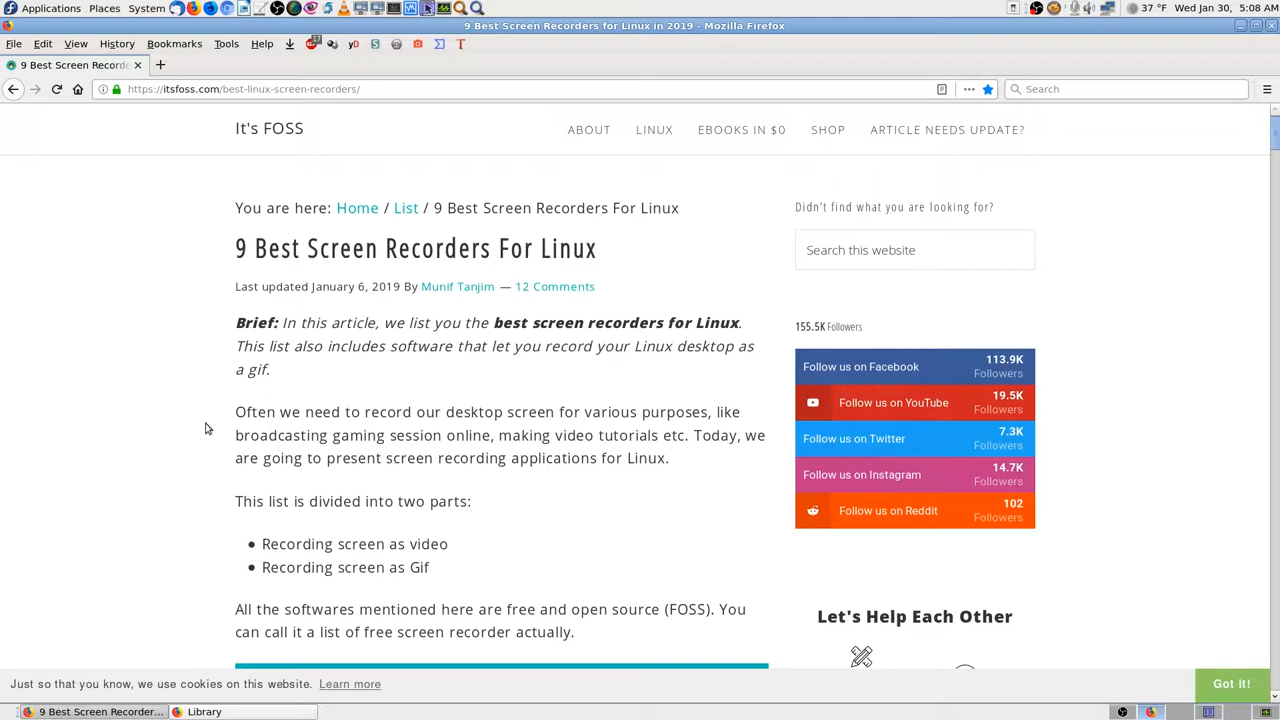 Applications Places System 37 °F Wed Jan 30, 5:08 AM
9 Best Screen Recorders for Linux in 2019 - Mozilla Firefox
File Edit View History Bookmarks Tools Help
9 Best Screen Recorde
https://itsfoss.com/best-linux-screen-recorders/ Search
It's FOSS ABOUT LINUX EBOOKS IN $0 SHOP ARTICLE NEEDS UPDATE?
You are here: Home / List / 9 Best Screen Recorders For Linux
9 Best Screen Recorders For Linux
Last updated January 6, 2019 By Munif Tanjim — 12 Comments
Brief: In this article, we list you the best screen recorders for Linux.
This list also includes software that let you record your Linux desktop as
a gif.
Often we need to record our desktop screen for various purposes, like
broadcasting gaming session online, making video tutorials etc. Today, we
are going to present screen recording applications for Linux.
This list is divided into two parts:
• Recording screen as video
• Recording screen as Gif
All the softwares mentioned here are free and open source (FOSS). You
can call it a list of free screen recorder actually.
Didn't find what you are looking for?
Search this website
155.5K Followers
Follow us on Facebook 113.9K Followers
Follow us on YouTube 19.5K Followers
Follow us on Twitter 7.3K Followers
Follow us on Instagram 14.7K Followers
Follow us on Reddit 102 Followers
Let's Help Each Other
Just so that you know, we use cookies on this website. Learn more Got it!
9 Best Screen Recorder... Library